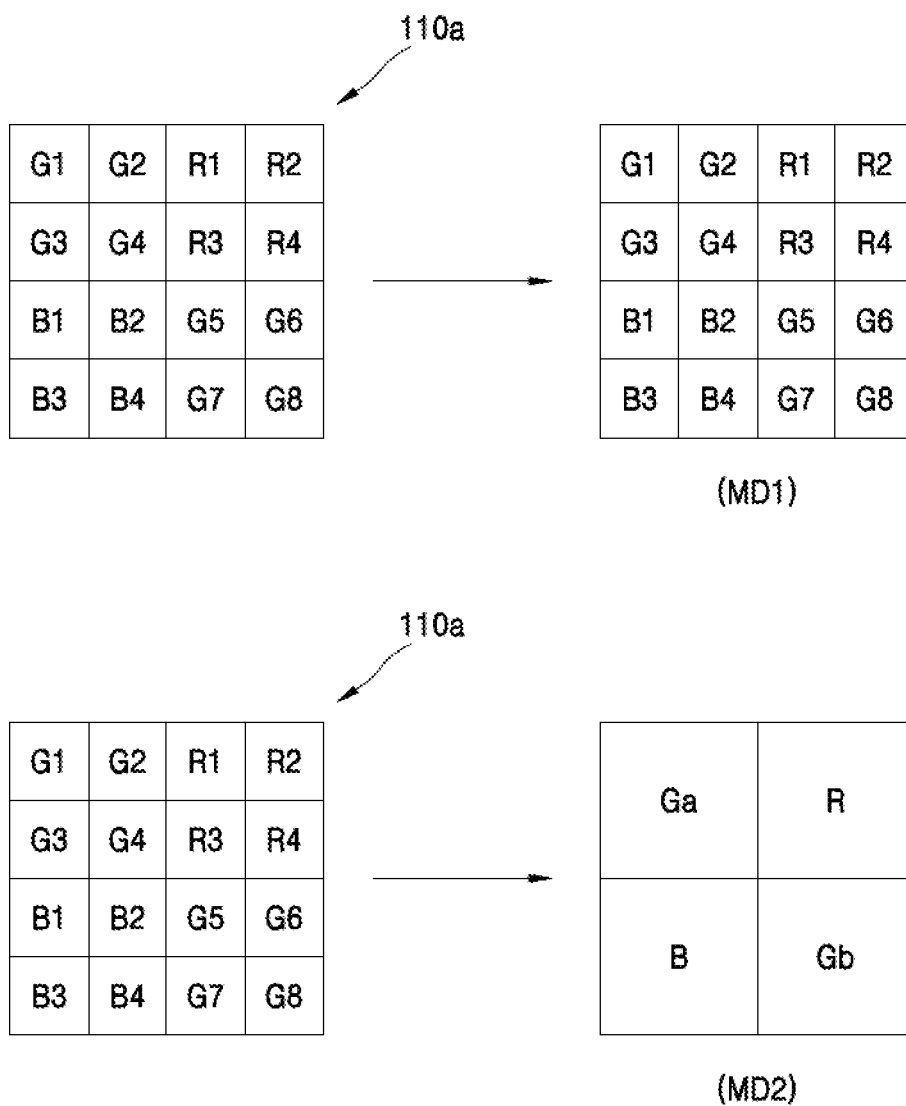 110a
G1 G2 R1 R2 G1 G2 R1 R2
G3 G4 R3 R4 G3 G4 R3 R4
B1 B2 G5 G6 B1 B2 G5 G6
B3 B4 G7 G8 B3 B4 G7 G8
(MD1)
110a
G1 G2 R1 R2
Ga R
G3 G4 R3 R4
B1 B2 G5 G6
B Gb
B3 B4 G7 G8
(MD2)